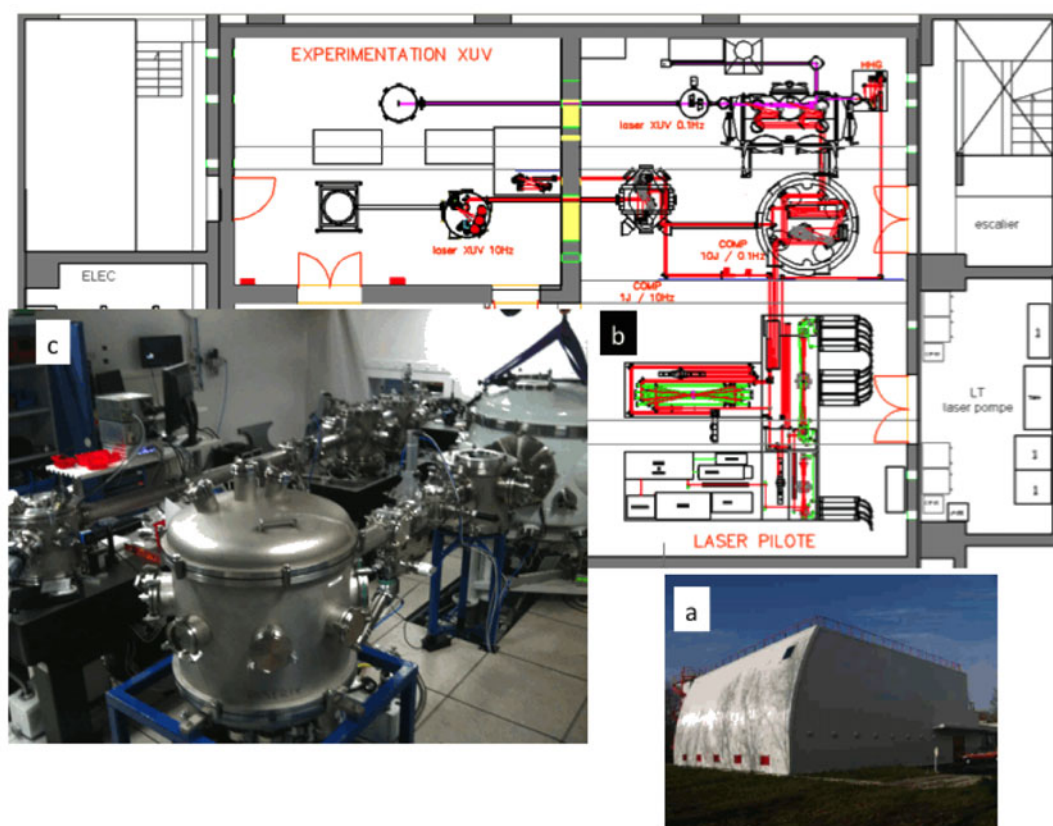 EXPERIMENTATION XUV
HHG
laser XUV 0.1Hz
laser XUV 10Hz
COMP
10J / 0.1Hz
COMP
1J / 10Hz
escalier
ELEC
c
b
LT
laser pompe
LASER PILOTE
a